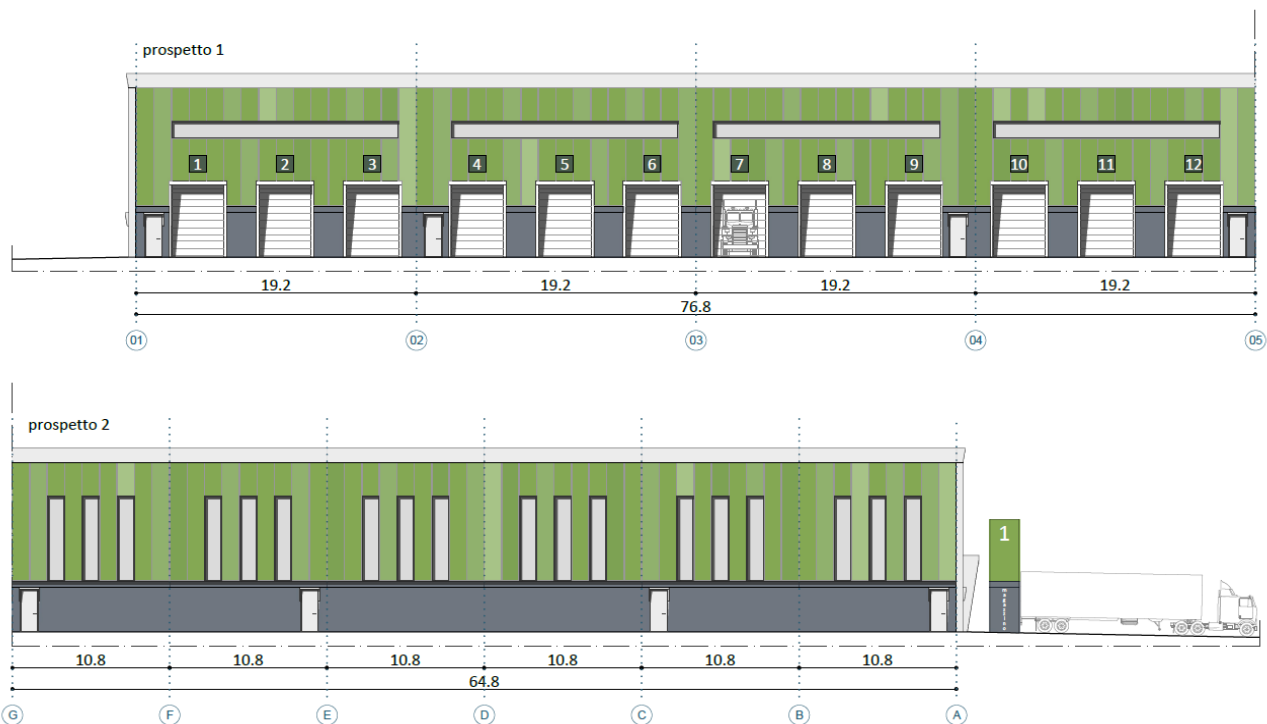 prospetto 1
1 2 3 4 5 6 7 8 9 10 11 12
19.2 19.2 19.2 19.2
76.8
01 02 03 04 05
prospetto 2
1
magazzino
10.8 10.8 10.8 10.8 10.8 10.8
64.8
G F E D C B A